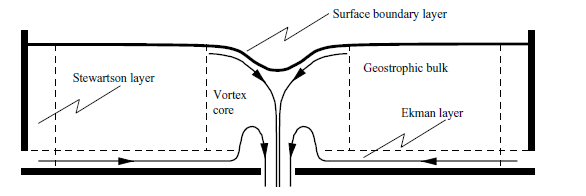 Surface boundary layer
Geostrophic bulk
Stewartson layer
Vortex
core
Ekman layer